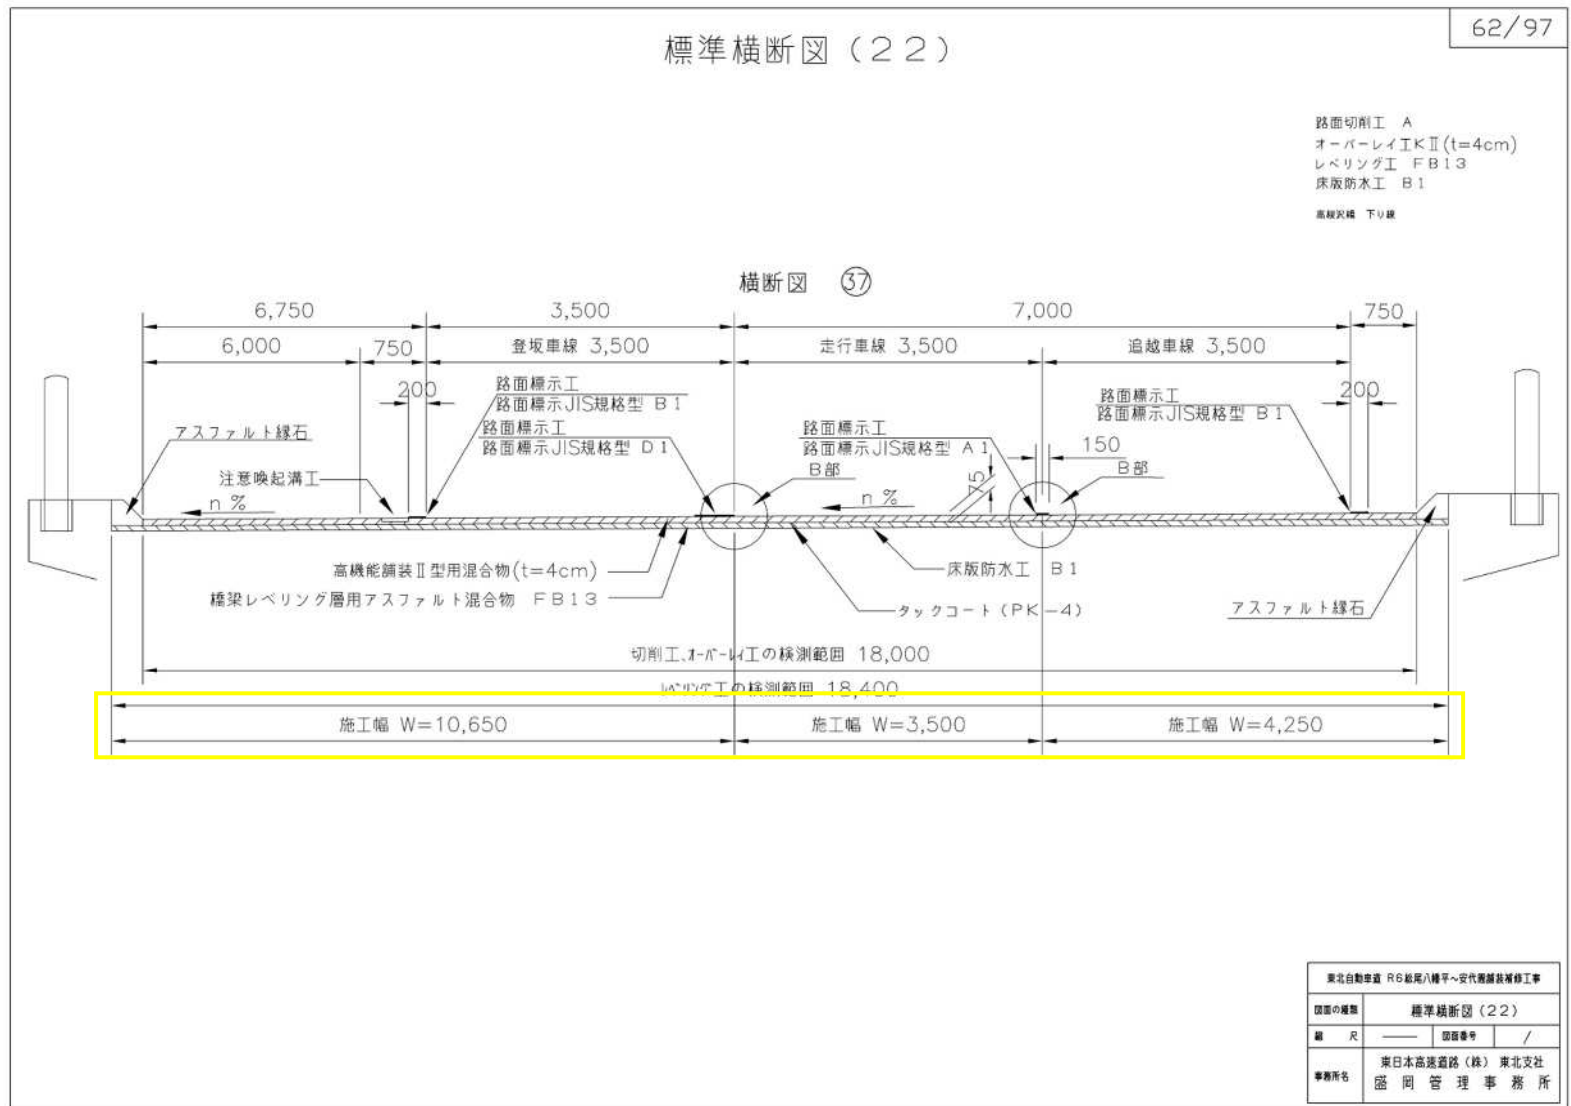 62/97
標準横断図（22）
路面切削工 A
オーバーレイ工KⅡ(t=4cm)
レベリング工 FB13
床版防水工 B1
下り線
横断図 ㊲
6,750 3,500 7,000 750
6,000 750 登坂車線 3,500 走行車線 3,500 追越車線 3,500
200 200
路面標示工
路面標示JIS規格型 B1
路面標示工
路面標示JIS規格型 B1
アスファルト縁石
路面標示工
路面標示JIS規格型 D1
路面標示工
路面標示JIS規格型 A1
150
B部
B部
注意喚起溝工
75
n %
n %
高機能舗装Ⅱ型用混合物(t=4cm)
床版防水工 B1
橋梁レベリング層用アスファルト混合物 FB13
タックコート（PK-4）
アスファルト縁石
切削工、オーバーレイ工の検測範囲 18,000
レベリング工の検測範囲 18,400
施工幅 W=10,650 施工幅 W=3,500 施工幅 W=4,250
東北自動車道 R6松尾八幡平～安代間舗装補修工事
図面の種類 標準横断図（22）
縮 尺 図面番号 /
事務所名 東日本高速道路（株） 東北支社
盛岡管理事務所